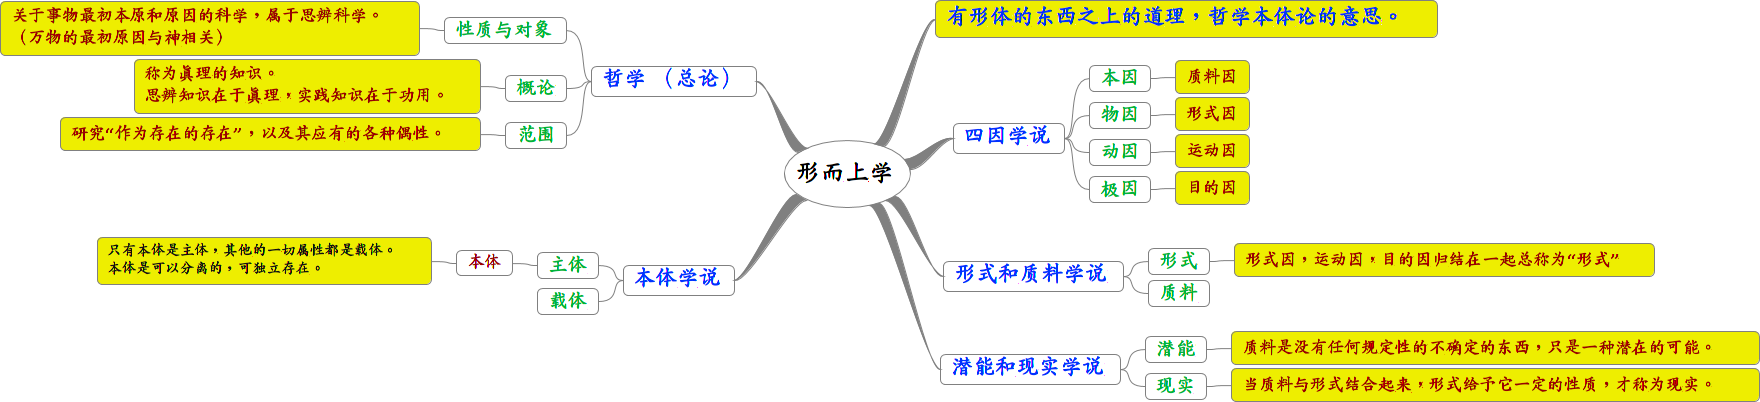 形而上学
有形体的东西之上的道理，哲学本体论的意思。
四因学说
本因
质料因
物因
形式因
动因
运动因
极因
目的因
形式和质料学说
形式
形式因，运动因，目的因归结在一起总称为“形式”
质料
潜能和现实学说
潜能
质料是没有任何规定性的不确定的东西，只是一种潜在的可能。
现实
当质料与形式结合起来，形式给予它一定的性质，才称为现实。
哲学 （总论）
性质与对象
关于事物最初本原和原因的科学，属于思辨科学。
（万物的最初原因与神相关）
概论
称为真理的知识。
思辨知识在于真理，实践知识在于功用。
范围
研究“作为存在的存在”，以及其应有的各种偶性。
本体学说
主体
本体
只有本体是主体，其他的一切属性都是载体。
本体是可以分离的，可独立存在。
载体